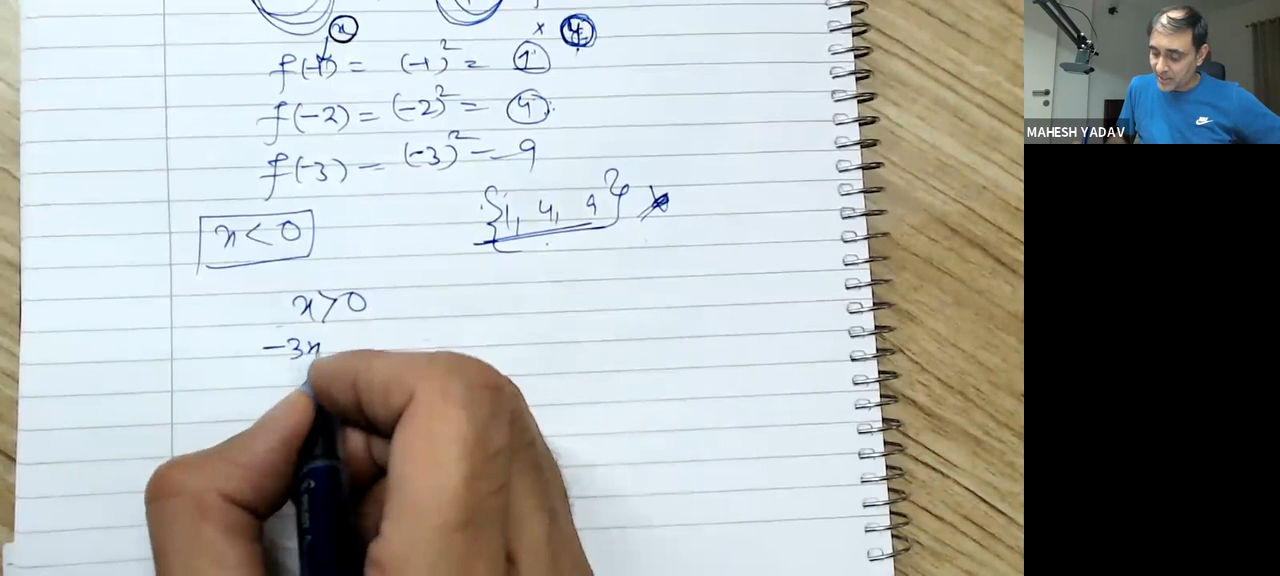 x
x y
f(-1) = (-1)² = 1
f(-2) = (-2)² = 4
f(-3) = (-3)² = 9
{1, 4, 9}
x < 0
x > 0
-3x
MAHESH YADAV